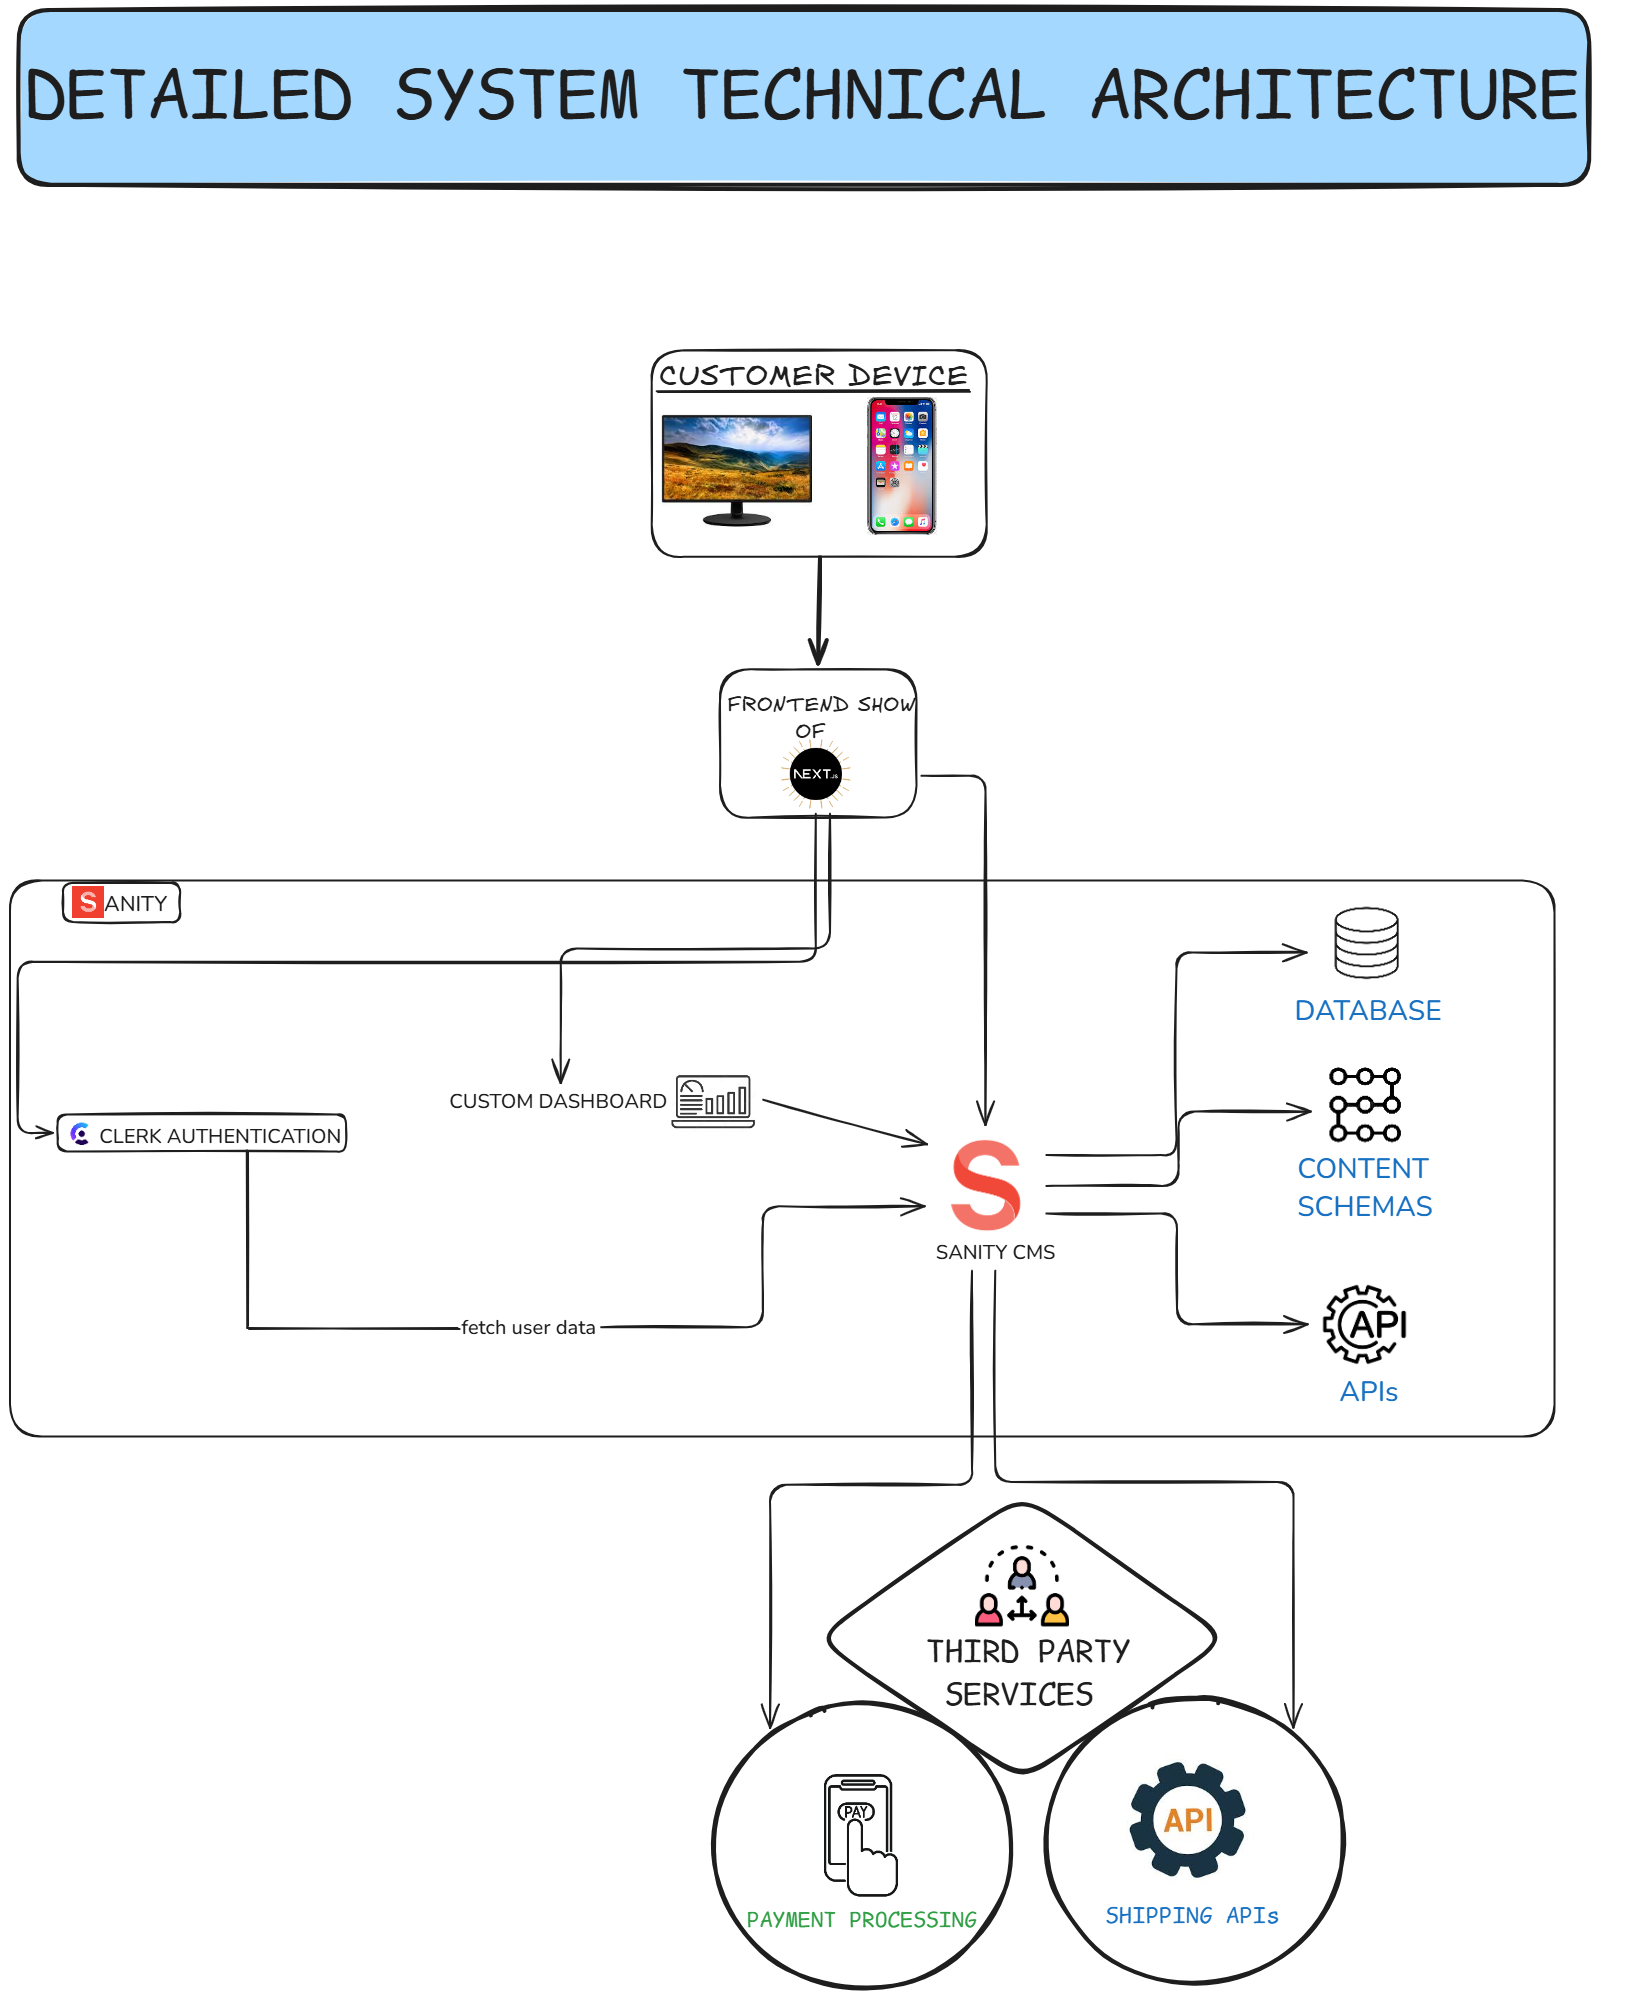 DETAILED SYSTEM TECHNICAL ARCHITECTURE
CUSTOMER DEVICE
FRONTEND SHOW
OF
NEXT.JS
S ANITY
CUSTOM DASHBOARD
CLERK AUTHENTICATION
fetch user data
SANITY CMS
DATABASE
CONTENT
SCHEMAS
API
APIs
THIRD PARTY
SERVICES
PAY
PAYMENT PROCESSING
API
SHIPPING APIs